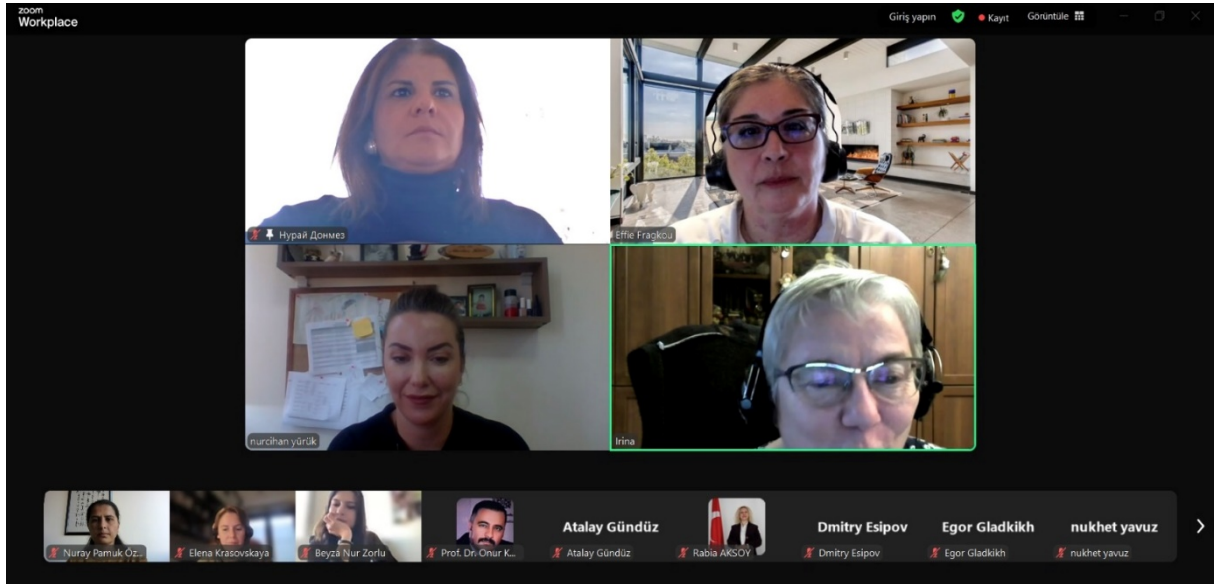 zoom
Workplace
Giriş yapın
Kayıt
Görüntüle
Нурай Донмез
Effie Fragkou
nurcihan yürük
Irina
Atalay Gündüz
Dmitry Esipov
Egor Gladkikh
nukhet yavuz
Nuray Pamuk Öz...
Elena Krasovskaya
Beyza Nur Zorlu
Prof. Dr. Onur K...
Atalay Gündüz
Rabia AKSOY
Dmitry Esipov
Egor Gladkikh
nukhet yavuz